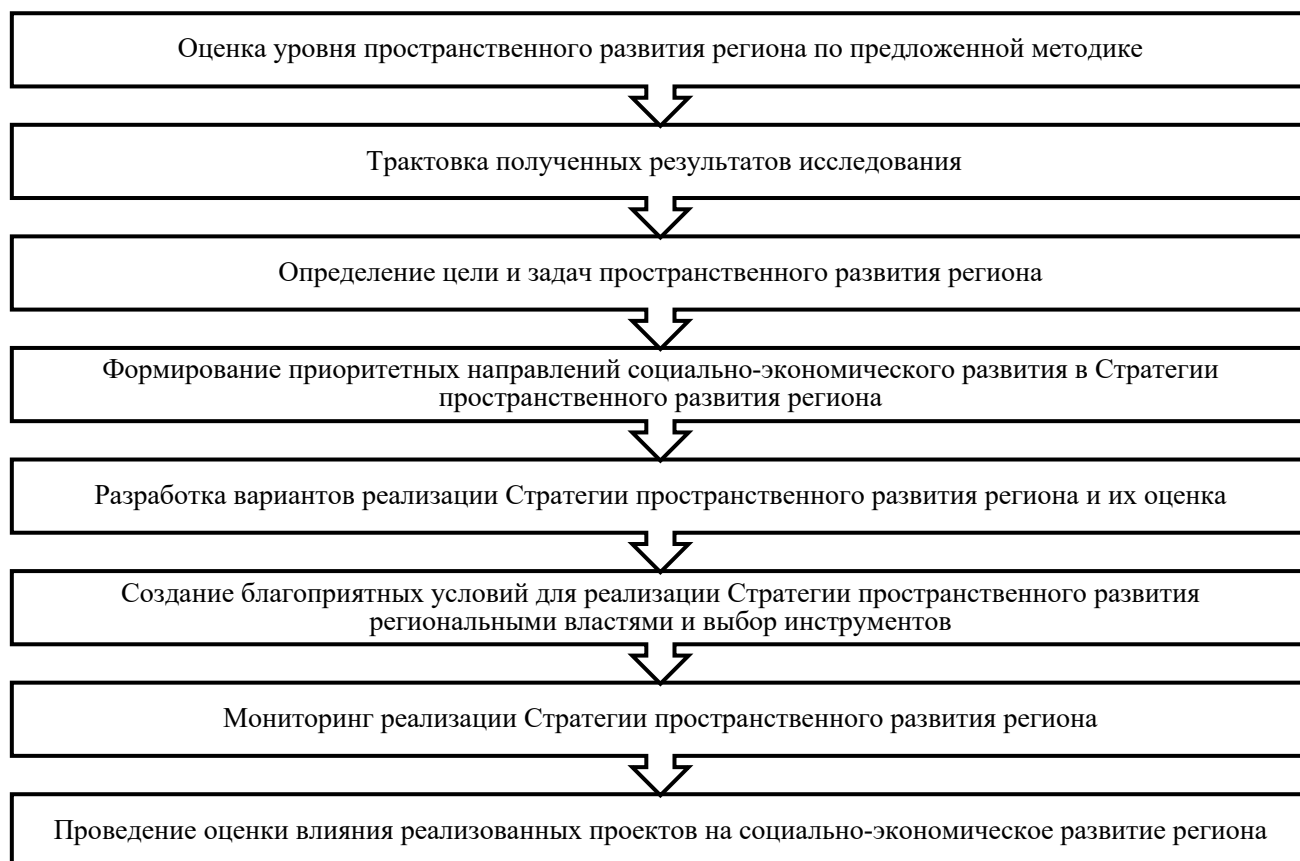 Оценка уровня пространственного развития региона по предложенной методике
Трактовка полученных результатов исследования
Определение цели и задач пространственного развития региона
Формирование приоритетных направлений социально-экономического развития в Стратегии
пространственного развития региона
Разработка вариантов реализации Стратегии пространственного развития региона и их оценка
Создание благоприятных условий для реализации Стратегии пространственного развития
региональными властями и выбор инструментов
Мониторинг реализации Стратегии пространственного развития региона
Проведение оценки влияния реализованных проектов на социально-экономическое развитие региона